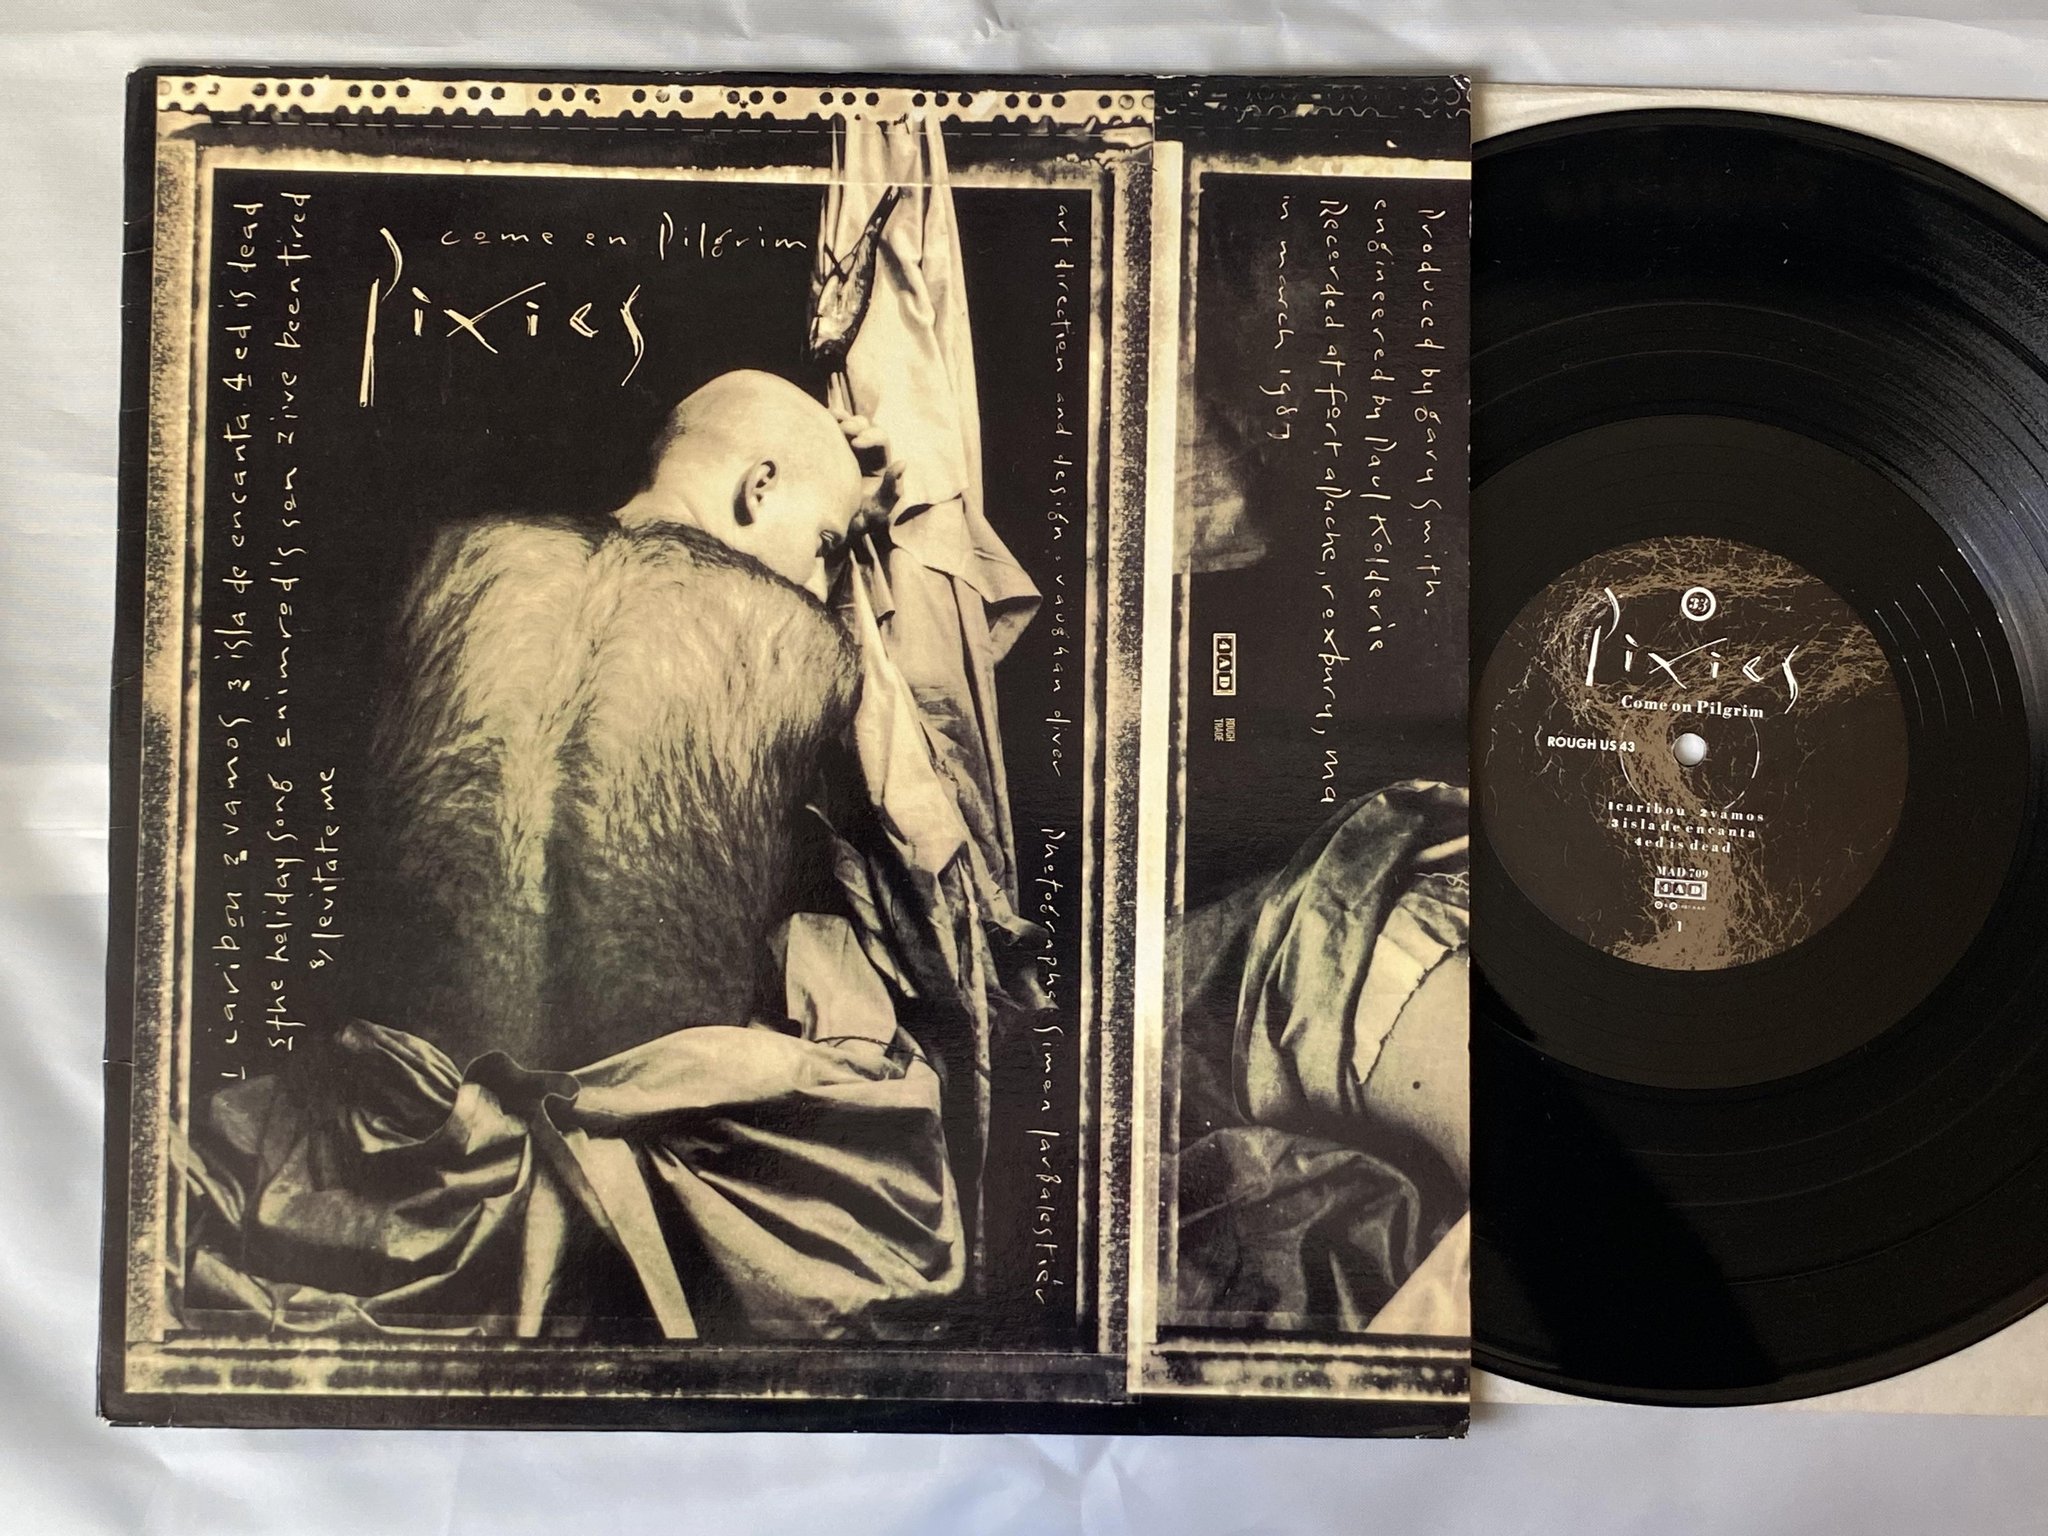 come on Pilgrim
Pixies
1 caribou 2 vamos 3 isla de encanta 4 ed is dead
5 the holiday song 6 nimrod's son 7 i've been tired
8 levitate me
art direction and design: vaughan oliver photographs simon larbalestier
Produced by gary smith.
engineered by Paul Kolderie
Recorded at fort apache, roxbury, ma
in march 1987
4AD
ROUGH
TRADE
33
Pixies
Come on Pilgrim
ROUGH US 43
1 caribou 2 vamos
3 isla de encanta
4 ed is dead
MAD 709
4AD
1